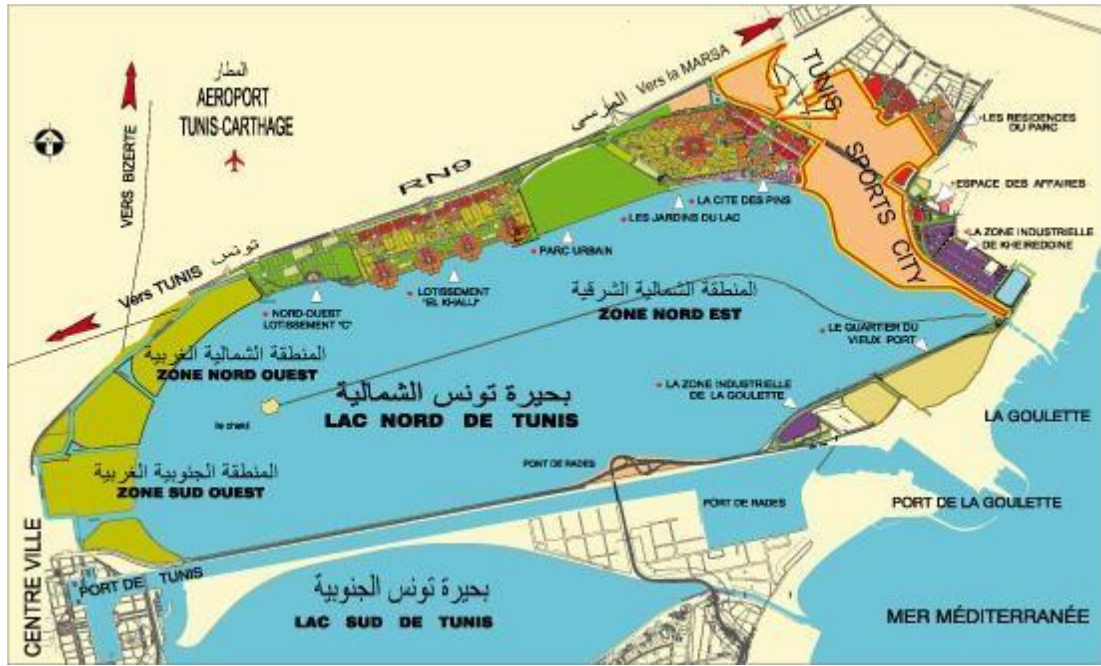 المطار
AEROPORT
TUNIS-CARTHAGE
VERS BIZERTE
RN9
المرسى Vers la MARSA
Vers TUNIS تونس
TUNIS
SPORTS CITY
LES RESIDENCES
DU PARC
ESPACE DES AFFAIRES
LA ZONE INDUSTRIELLE
DE KHEIREDDINE
LA CITE DES PINS
LES JARDINS DU LAC
PARC URBAIN
LOTISSEMENT
"EL KHALIJ"
NORD-OUEST
LOTISSEMENT "C"
المنطقة الشمالية الشرقية
ZONE NORD EST
LE QUARTIER DU
VIEUX PORT
المنطقة الشمالية الغربية
ZONE NORD OUEST
بحيرة تونس الشمالية
LAC NORD DE TUNIS
LA ZONE INDUSTRIELLE
DE LA GOULETTE
LA GOULETTE
المنطقة الجنوبية الغربية
ZONE SUD OUEST
PONT DE RADES
PORT DE RADES
PORT DE LA GOULETTE
CENTRE VILLE
PORT DE TUNIS
بحيرة تونس الجنوبية
LAC SUD DE TUNIS
MER MÉDITERRANÉE